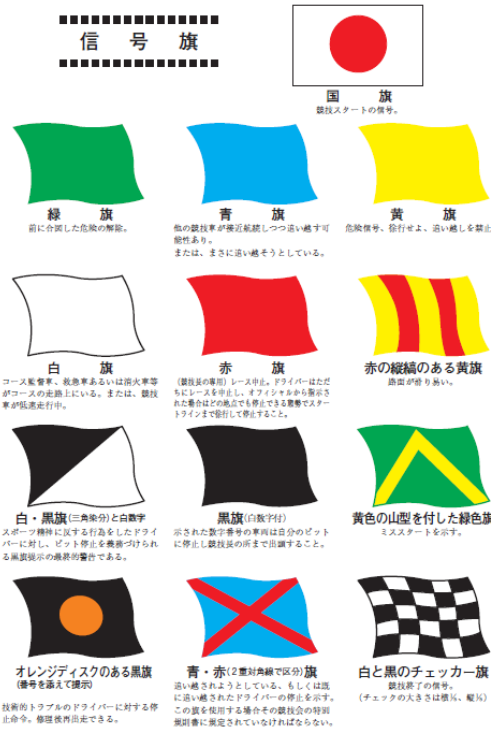 信号旗
国旗
競技スタートの信号。
緑旗
前に合図した危険の解除。
青旗
他の競技車が接近継続しつつ追い越す可
能性あり。
または、まさに追い越そうとしている。
黄旗
危険信号、徐行せよ、追い越しを禁止
白旗
コース監督車、救急車あるいは消火車等
がコースの走路上にいる。または、競技
車が低速走行中。
赤旗
(競技長の専用)レース中止。ドライバーはただ
ちにレースを中止し、オフィシャルから指示さ
れた場合はどの地点でも停止できる態勢でスター
トラインまで徐行して停止すること。
赤の縦縞のある黄旗
路面が滑り易い。
白・黒旗(三角染分)と白数字
スポーツ精神に反する行為をしたドライ
バーに対し、ピット停止を義務づけられ
る黒旗提示の最終的警告である。
黒旗(白数字付)
示された数字番号の車両は自分のピット
に停止し競技長の所まで出頭すること。
黄色の山型を付した緑色旗
ミススタートを示す。
オレンジディスクのある黒旗
(番号を添えて提示)
技術的トラブルのドライバーに対する停
止命令。修理後再出走できる。
青・赤(2重対角線で区分)旗
追い越されようとしている、もしくは既
に追い越されたドライバーの停止を示す。
この旗を使用する場合その競技会の特別
規則書に規定されていなければならない。
白と黒のチェッカー旗
競技終了の信号。
(チェックの大きさは横⅙、縦⅙)